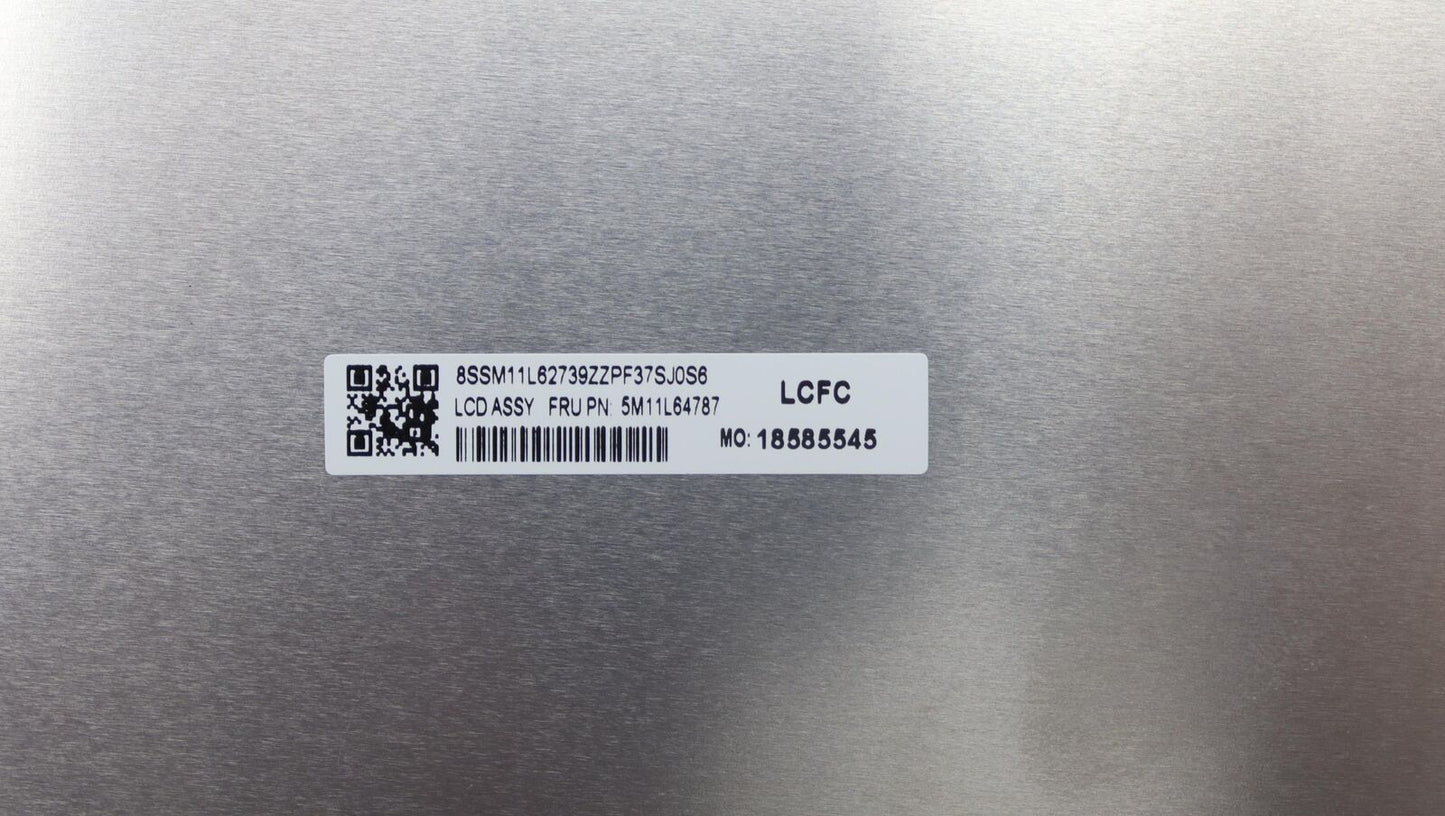 8SSM11L62739ZZPF37SJ0S6
LCD ASSY FRU PN: 5M11L64787
LCFC
MO: 18585545